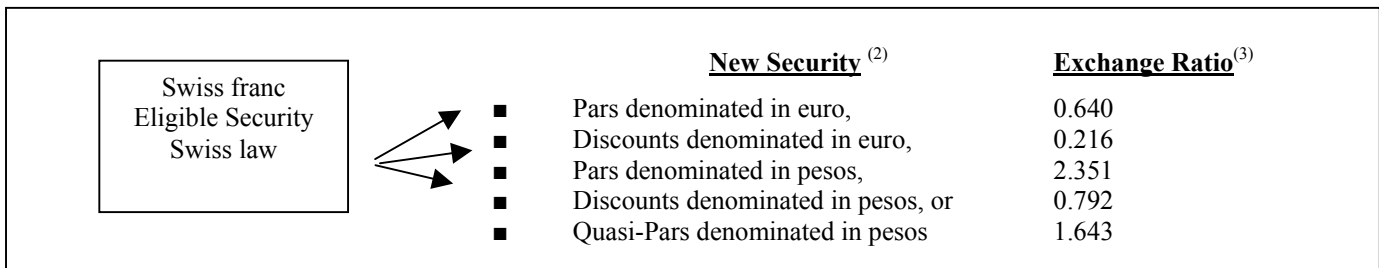 New Security (2) Exchange Ratio(3)
Swiss franc
Eligible Security
Swiss law
■ Pars denominated in euro, 0.640
■ Discounts denominated in euro, 0.216
■ Pars denominated in pesos, 2.351
■ Discounts denominated in pesos, or 0.792
■ Quasi-Pars denominated in pesos 1.643